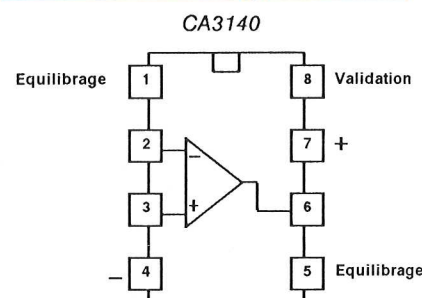 CA3140
Equilibrage 1 8 Validation
2 − 7 +
3 + 6
− 4 5 Equilibrage